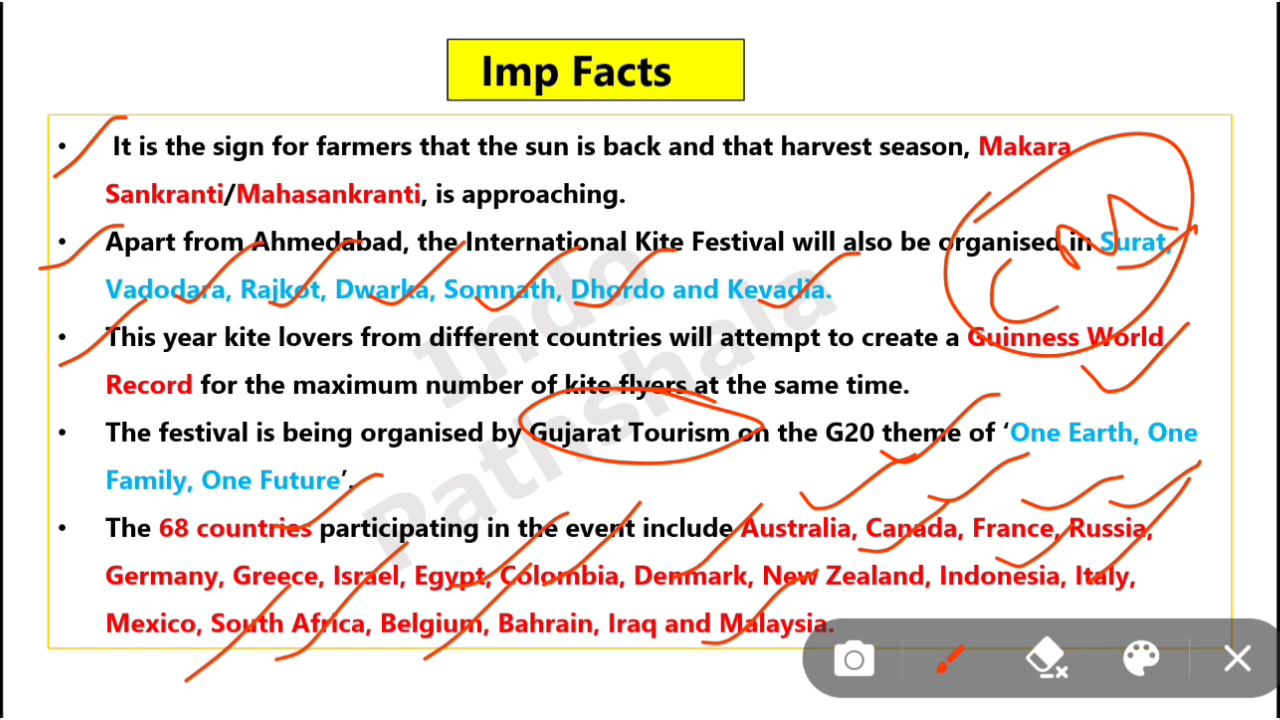 Imp Facts
• It is the sign for farmers that the sun is back and that harvest season, Makara
Sankranti/Mahasankranti, is approaching.
• Apart from Ahmedabad, the International Kite Festival will also be organised in Surat,
Vadodara, Rajkot, Dwarka, Somnath, Dhordo and Kevadia.
• This year kite lovers from different countries will attempt to create a Guinness World
Record for the maximum number of kite flyers at the same time.
• The festival is being organised by Gujarat Tourism on the G20 theme of ‘One Earth, One
Family, One Future’.
• The 68 countries participating in the event include Australia, Canada, France, Russia,
Germany, Greece, Israel, Egypt, Colombia, Denmark, New Zealand, Indonesia, Italy,
Mexico, South Africa, Belgium, Bahrain, Iraq and Malaysia.
Indo
Pathshala
CM